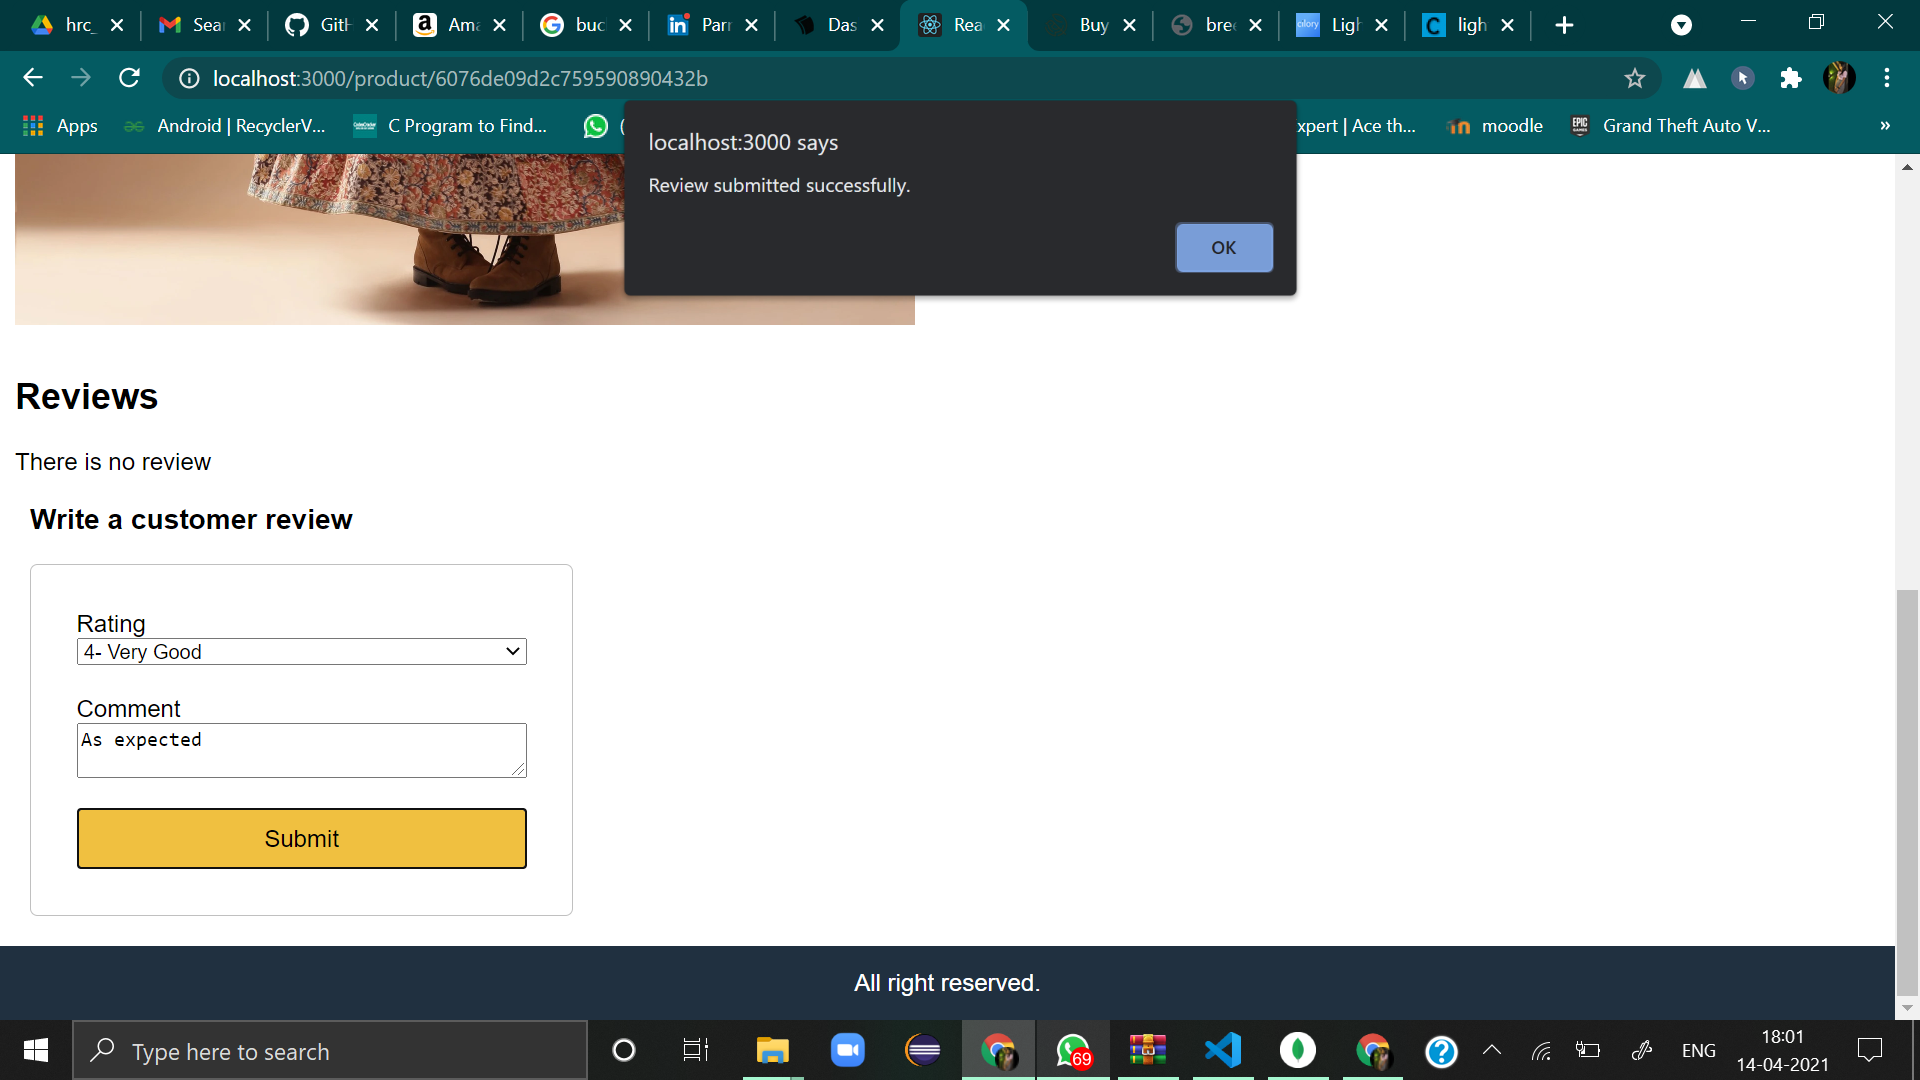 hrc_
Sear
GitH
Ama
buc
Parr
Das
Rea
Buy
bre
Ligh
ligh
localhost:3000/product/6076de09d2c759590890432b
Apps
Android | RecyclerV...
C Program to Find...
(
xpert | Ace th...
moodle
Grand Theft Auto V...
»
localhost:3000 says
Review submitted successfully.
OK
Reviews
There is no review
Write a customer review
Rating
4- Very Good
Comment
As expected
Submit
All right reserved.
Type here to search
69
ENG
18:01
14-04-2021